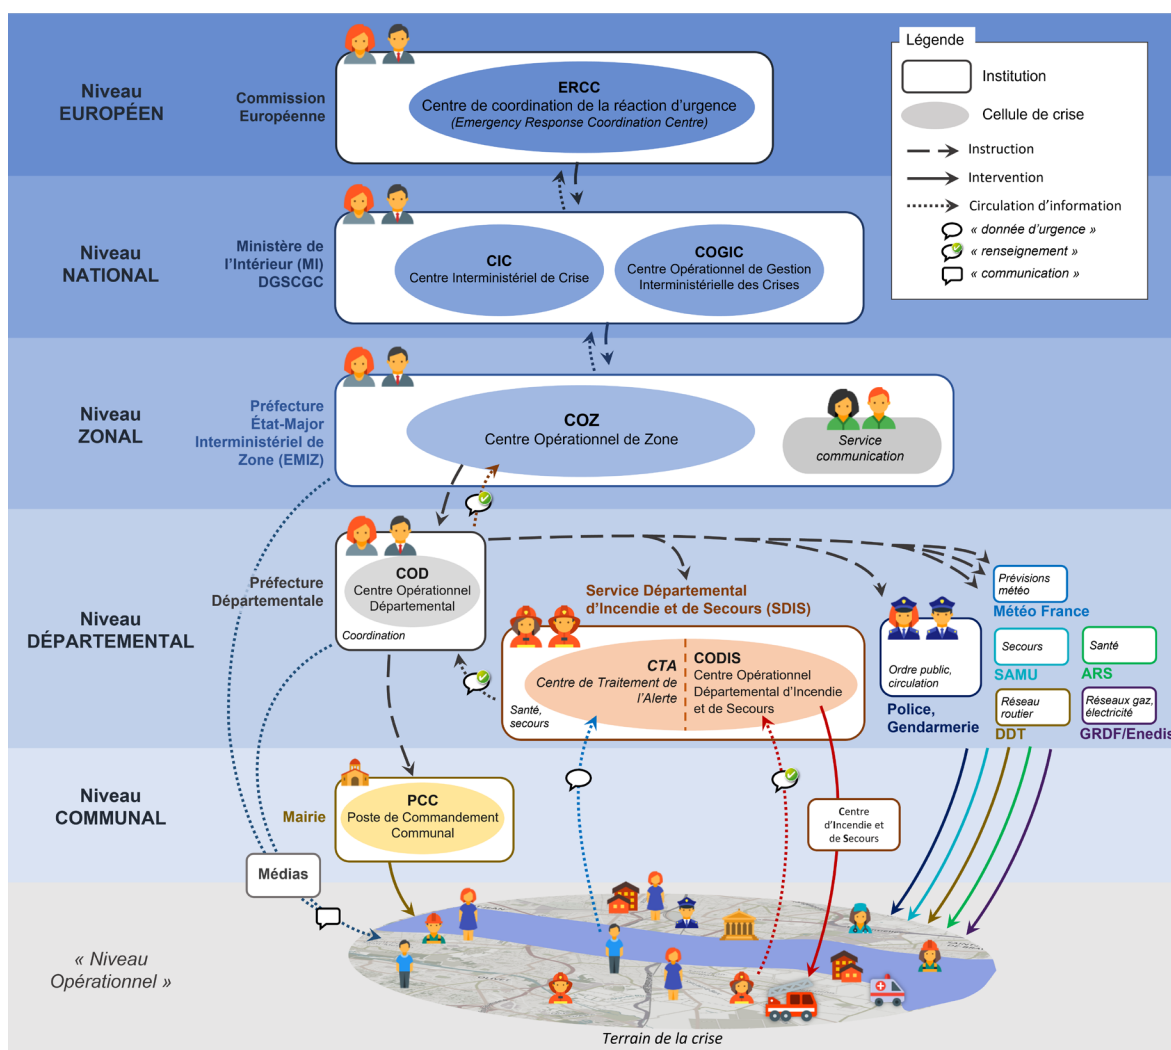 Niveau
EUROPÉEN
Commission
Européenne
ERCC
Centre de coordination de la réaction d'urgence
(Emergency Response Coordination Centre)
Légende
Institution
Cellule de crise
Instruction
Intervention
Circulation d'information
« donnée d'urgence »
« renseignement »
« communication »
Niveau
NATIONAL
Ministère de
l'Intérieur (MI)
DGSCGC
CIC
Centre Interministériel de Crise
COGIC
Centre Opérationnel de Gestion
Interministérielle des Crises
Niveau
ZONAL
Préfecture
État-Major
Interministériel de
Zone (EMIZ)
COZ
Centre Opérationnel de Zone
Service
communication
Niveau
DÉPARTEMENTAL
Préfecture
Départementale
COD
Centre Opérationnel
Départemental
Coordination
Service Départemental
d'Incendie et de Secours (SDIS)
CTA
Centre de Traitement de
l'Alerte
CODIS
Centre Opérationnel
Départemental d'Incendie
et de Secours
Santé,
secours
Ordre public,
circulation
Police,
Gendarmerie
Prévisions
météo
Météo France
Secours
SAMU
Santé
ARS
Réseau
routier
DDT
Réseaux gaz,
électricité
GRDF/Enedis
Niveau
COMMUNAL
Mairie
PCC
Poste de Commandement
Communal
Centre
d'Incendie et
de Secours
Médias
« Niveau
Opérationnel »
Terrain de la crise